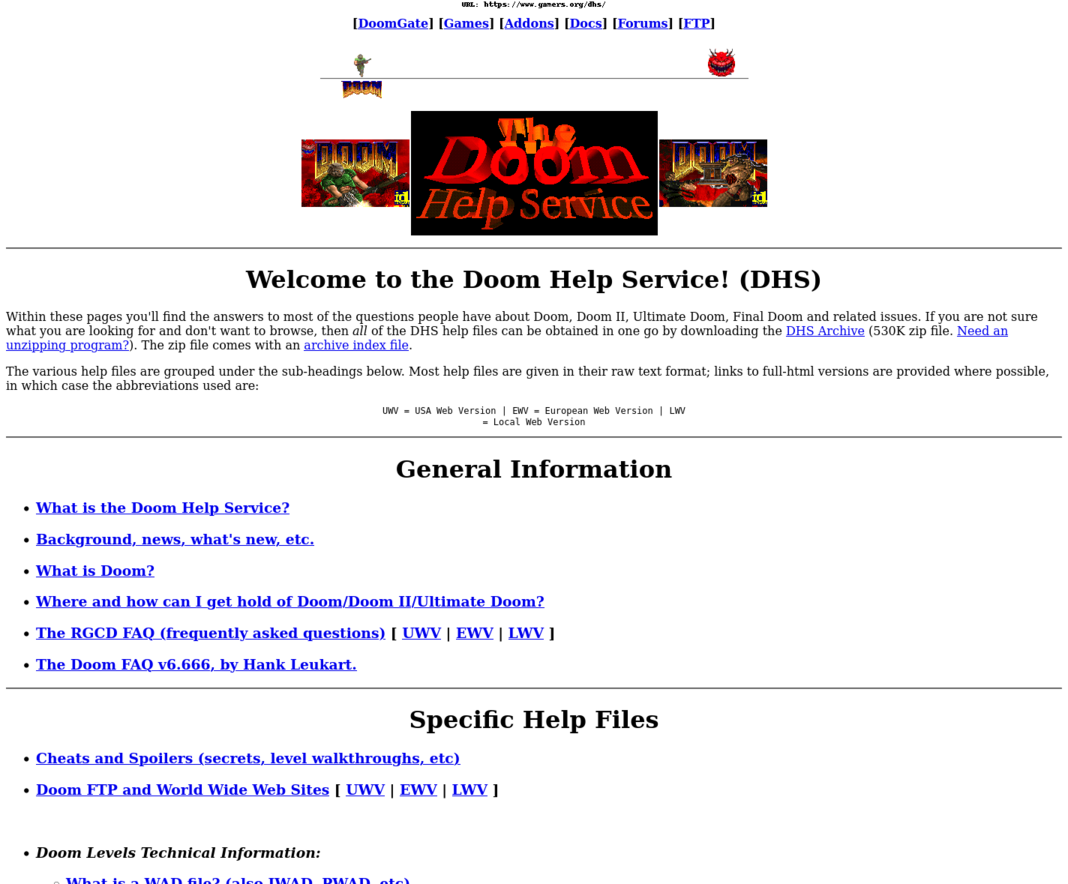 URL: https://www.gamers.org/dhs/
[DoomGate] [Games] [Addons] [Docs] [Forums] [FTP]
DOOM
DOOM
id
The
Doom
Help Service
DOOM
id
Welcome to the Doom Help Service! (DHS)
Within these pages you'll find the answers to most of the questions people have about Doom, Doom II, Ultimate Doom, Final Doom and related issues. If you are not sure
what you are looking for and don't want to browse, then all of the DHS help files can be obtained in one go by downloading the DHS Archive (530K zip file. Need an
unzipping program?). The zip file comes with an archive index file.
The various help files are grouped under the sub-headings below. Most help files are given in their raw text format; links to full-html versions are provided where possible,
in which case the abbreviations used are:
UWV = USA Web Version | EWV = European Web Version | LWV
= Local Web Version
General Information
• What is the Doom Help Service?
• Background, news, what's new, etc.
• What is Doom?
• Where and how can I get hold of Doom/Doom II/Ultimate Doom?
• The RGCD FAQ (frequently asked questions) [ UWV | EWV | LWV ]
• The Doom FAQ v6.666, by Hank Leukart.
Specific Help Files
• Cheats and Spoilers (secrets, level walkthroughs, etc)
• Doom FTP and World Wide Web Sites [ UWV | EWV | LWV ]
• Doom Levels Technical Information:
○ What is a WAD file? (also IWAD, PWAD, etc)